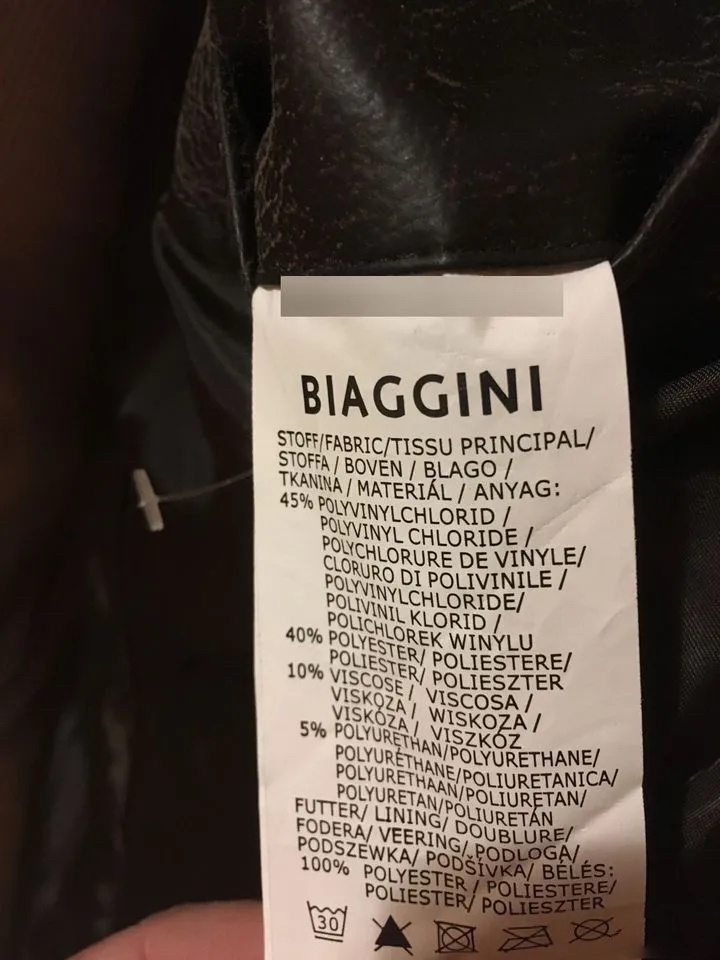 BIAGGINI
STOFF/FABRIC/TISSU PRINCIPAL/
STOFFA / BOVEN / BLAGO /
TKANINA / MATERIÁL / ANYAG:
45% POLYVINYLCHLORID /
POLYVINYL CHLORIDE /
POLYCHLORURE DE VINYLE/
CLORURO DI POLIVINILE /
POLYVINYLCHLORIDE/
POLIVINIL KLORID /
POLICHLOREK WINYLU
40% POLYESTER/ POLIESTERE/
POLIESTER/ POLIESZTER
10% VISCOSE / VISCOSA /
VISKOZA / WISKOZA /
VISKÓZA / VISZKÓZ
5% POLYURETHAN/POLYURETHANE/
POLYURÉTHANE/POLIURETANICA/
POLYURETHAAN/POLIURETAN/
POLYURETAN/POLIURETÁN
FUTTER/ LINING/ DOUBLURE/
FODERA/ VEERING/ PODLOGA/
PODSZEWKA/ PODŠÍVKA/ BÉLÉS:
100% POLYESTER / POLIESTERE/
POLIESTER/ POLIESZTER
30